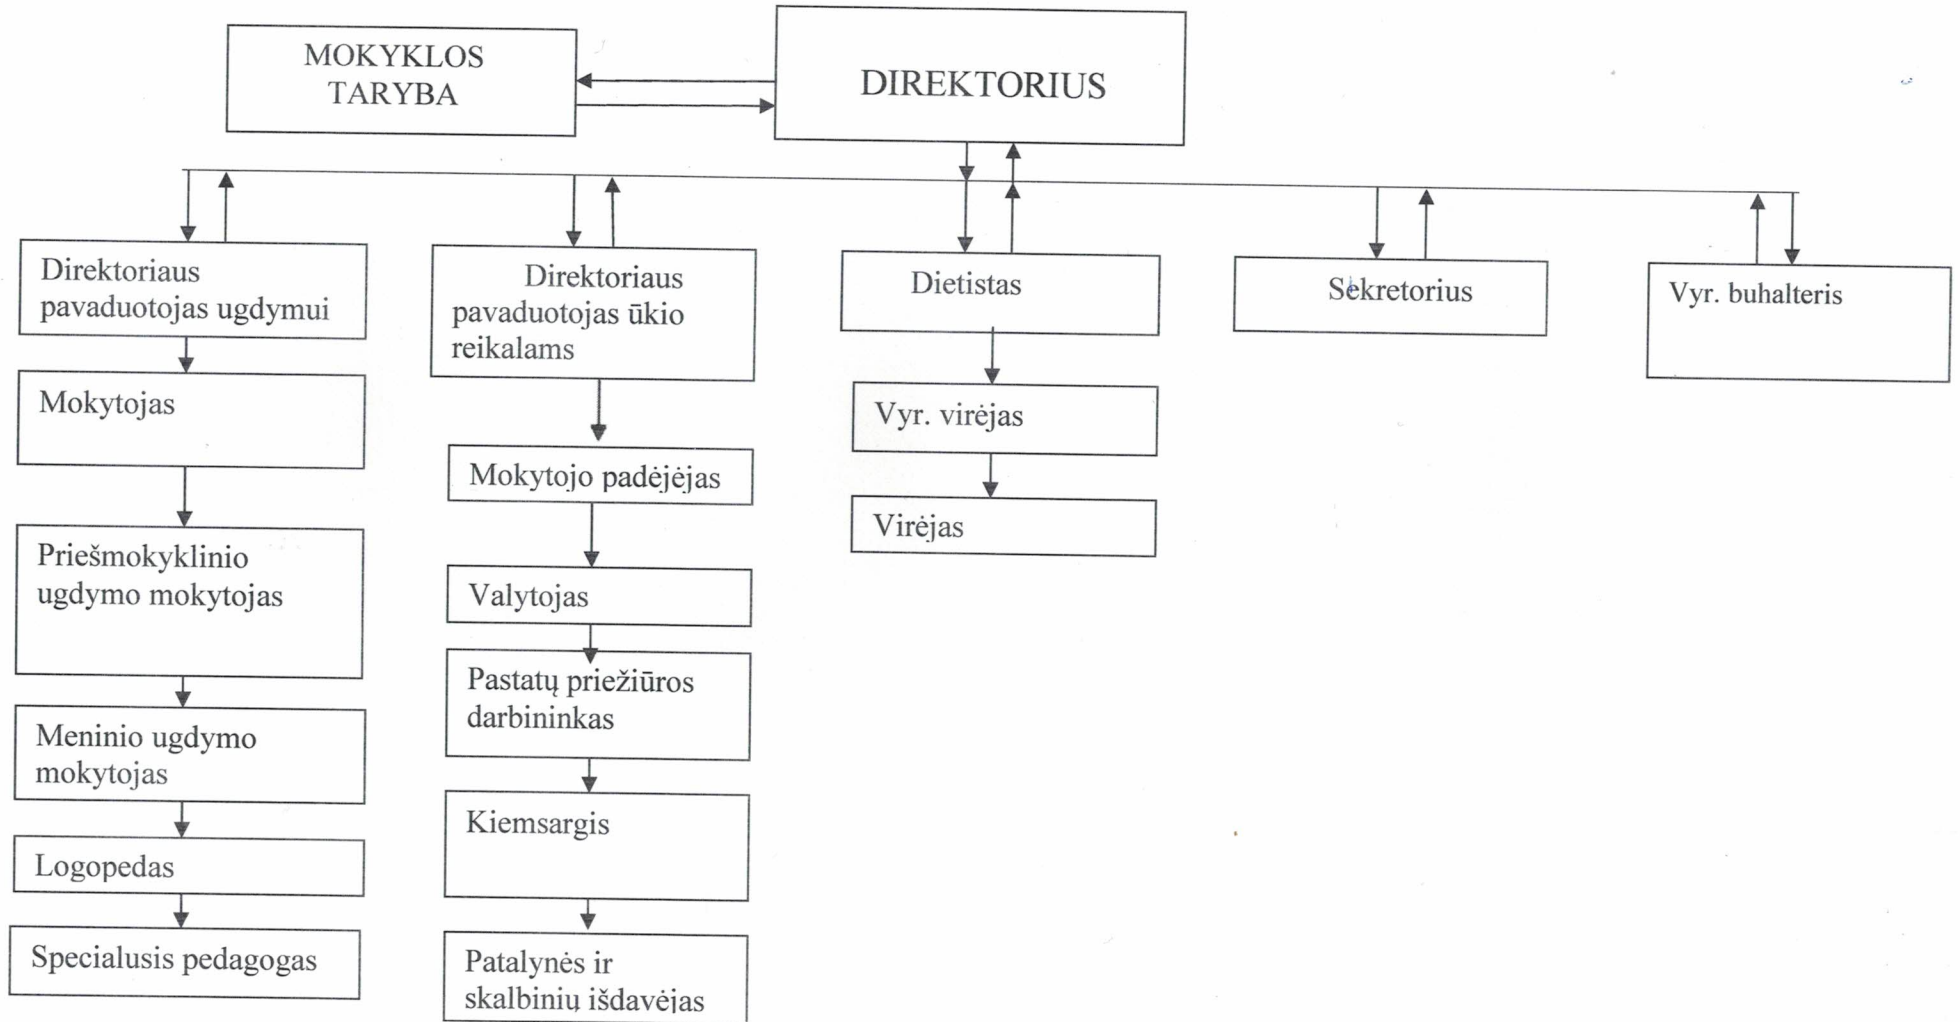 MOKYKLOS
TARYBA
DIREKTORIUS
Direktoriaus
pavaduotojas ugdymui
Mokytojas
Priešmokyklinio
ugdymo mokytojas
Meninio ugdymo
mokytojas
Logopedas
Specialusis pedagogas
Direktoriaus
pavaduotojas ūkio
reikalams
Mokytojo padėjėjas
Valytojas
Pastatų priežiūros
darbininkas
Kiemsargis
Patalynės ir
skalbinių išdavėjas
Dietistas
Vyr. virėjas
Virėjas
Sekretorius
Vyr. buhalteris